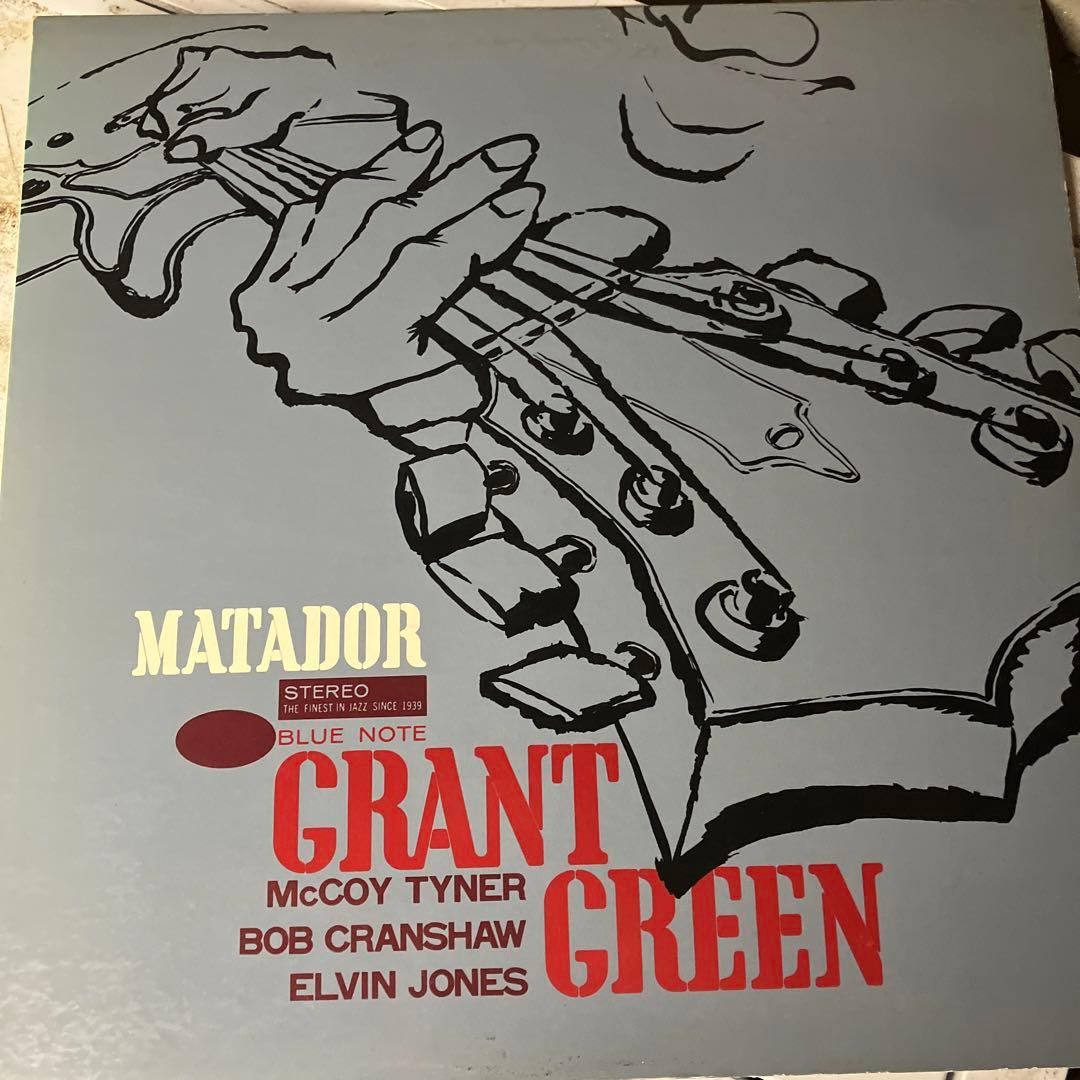 MATADOR
STEREO
THE FINEST IN JAZZ SINCE 1939
BLUE NOTE
GRANT
GREEN
McCOY TYNER
BOB CRANSHAW
ELVIN JONES